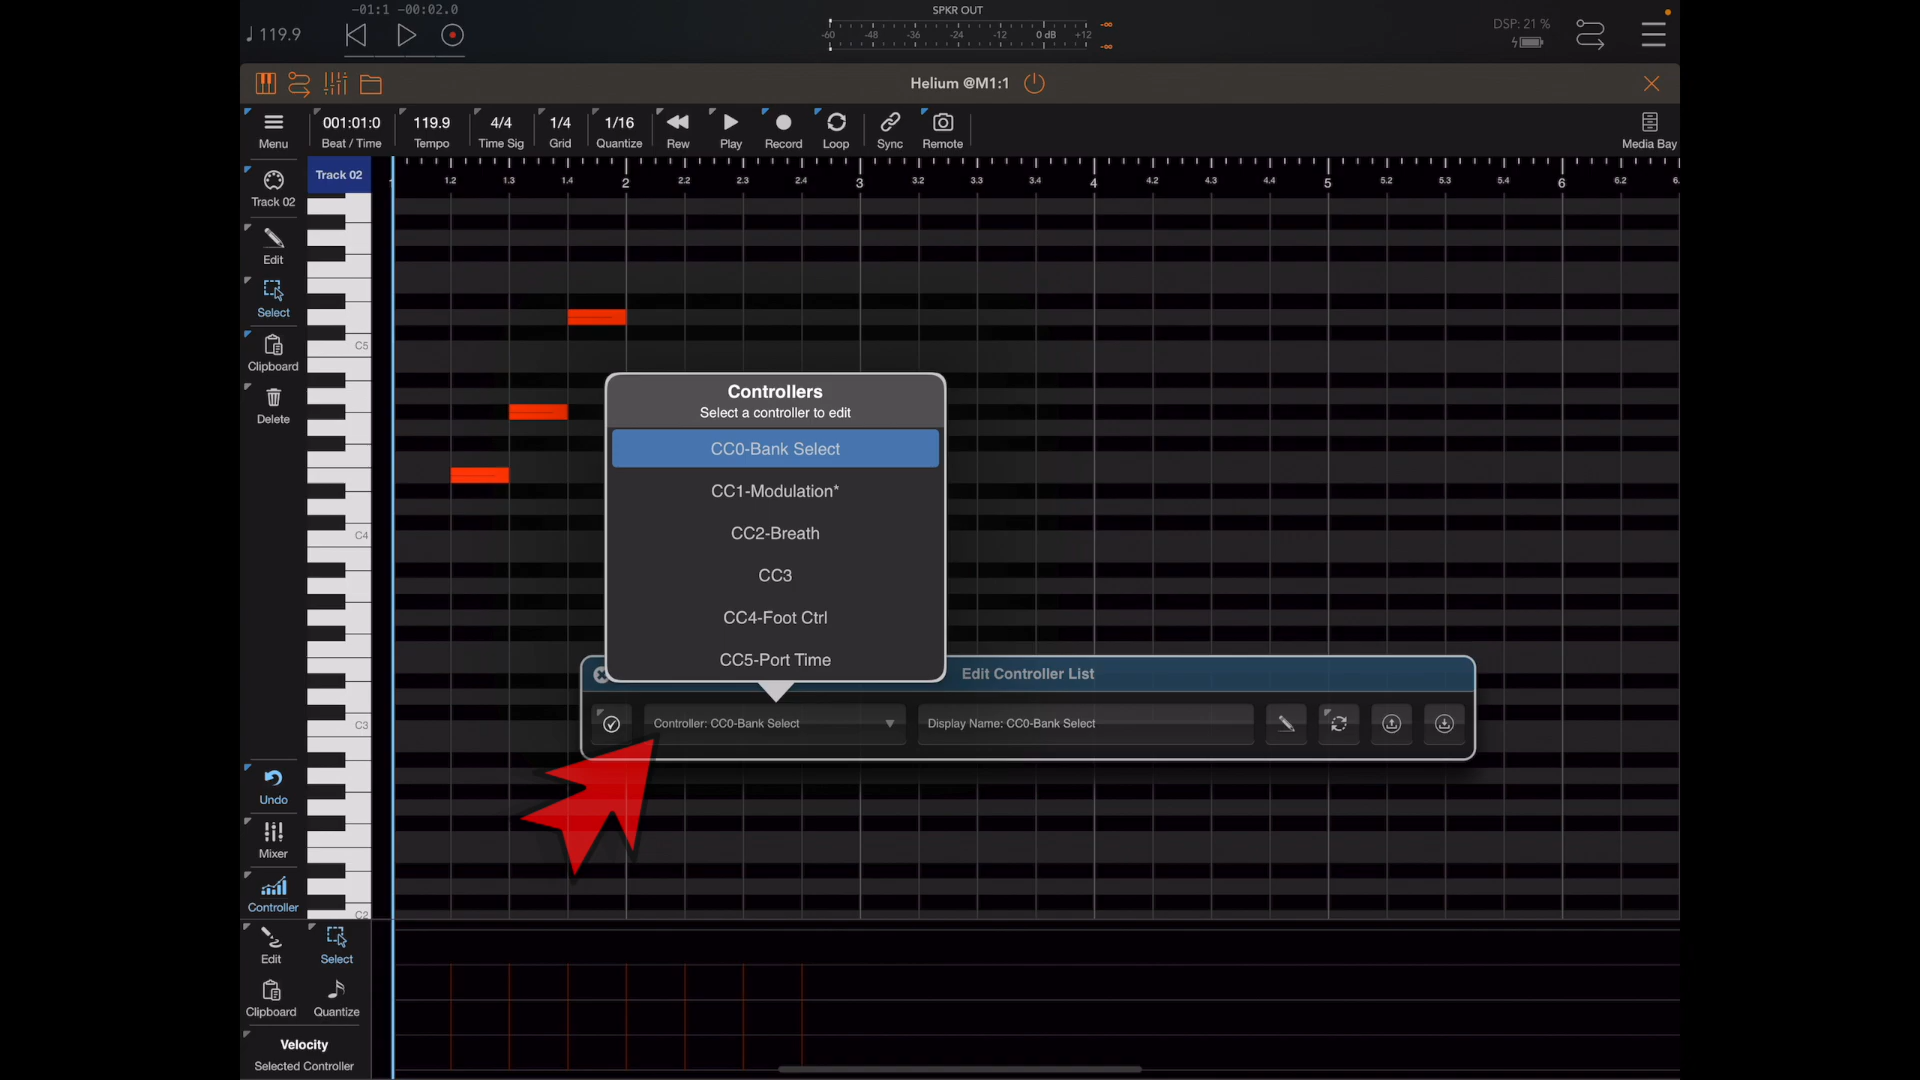 -01:1 -00:02.0
♩ 119.9
SPKR OUT
-60 -48 -36 -24 -12 0 dB +12
-∞
-∞
DSP: 21 %
Helium @M1:1
001:01:0
119.9
4/4
1/4
1/16
Menu
Beat / Time
Tempo
Time Sig
Grid
Quantize
Rew
Play
Record
Loop
Sync
Remote
Media Bay
Track 02
1 1.2 1.3 1.4 2 2.2 2.3 2.4 3 3.2 3.3 3.4 4 4.2 4.3 4.4 5 5.2 5.3 5.4 6 6.2 6.
Track 02
Edit
Select
Clipboard
Delete
C5
C4
C3
C2
Controllers
Select a controller to edit
CC0-Bank Select
CC1-Modulation*
CC2-Breath
CC3
CC4-Foot Ctrl
CC5-Port Time
Edit Controller List
Controller: CC0-Bank Select
Display Name: CC0-Bank Select
Undo
Mixer
Controller
Edit
Select
Clipboard
Quantize
Velocity
Selected Controller